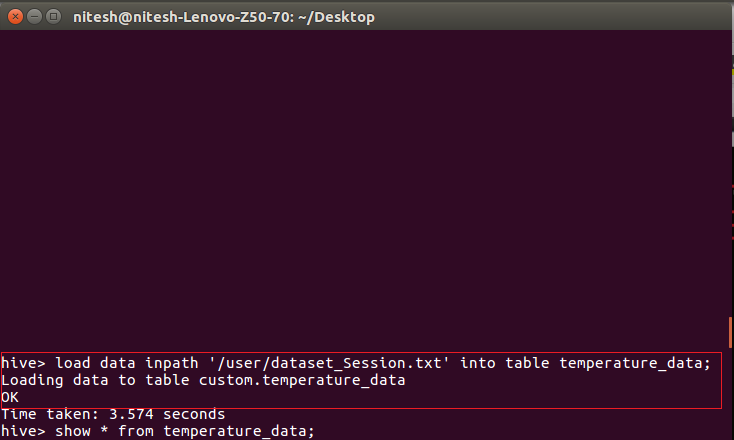 nitesh@nitesh-Lenovo-Z50-70: ~/Desktop
hive> load data inpath '/user/dataset_Session.txt' into table temperature_data;
Loading data to table custom.temperature_data
OK
Time taken: 3.574 seconds
hive> show * from temperature_data;